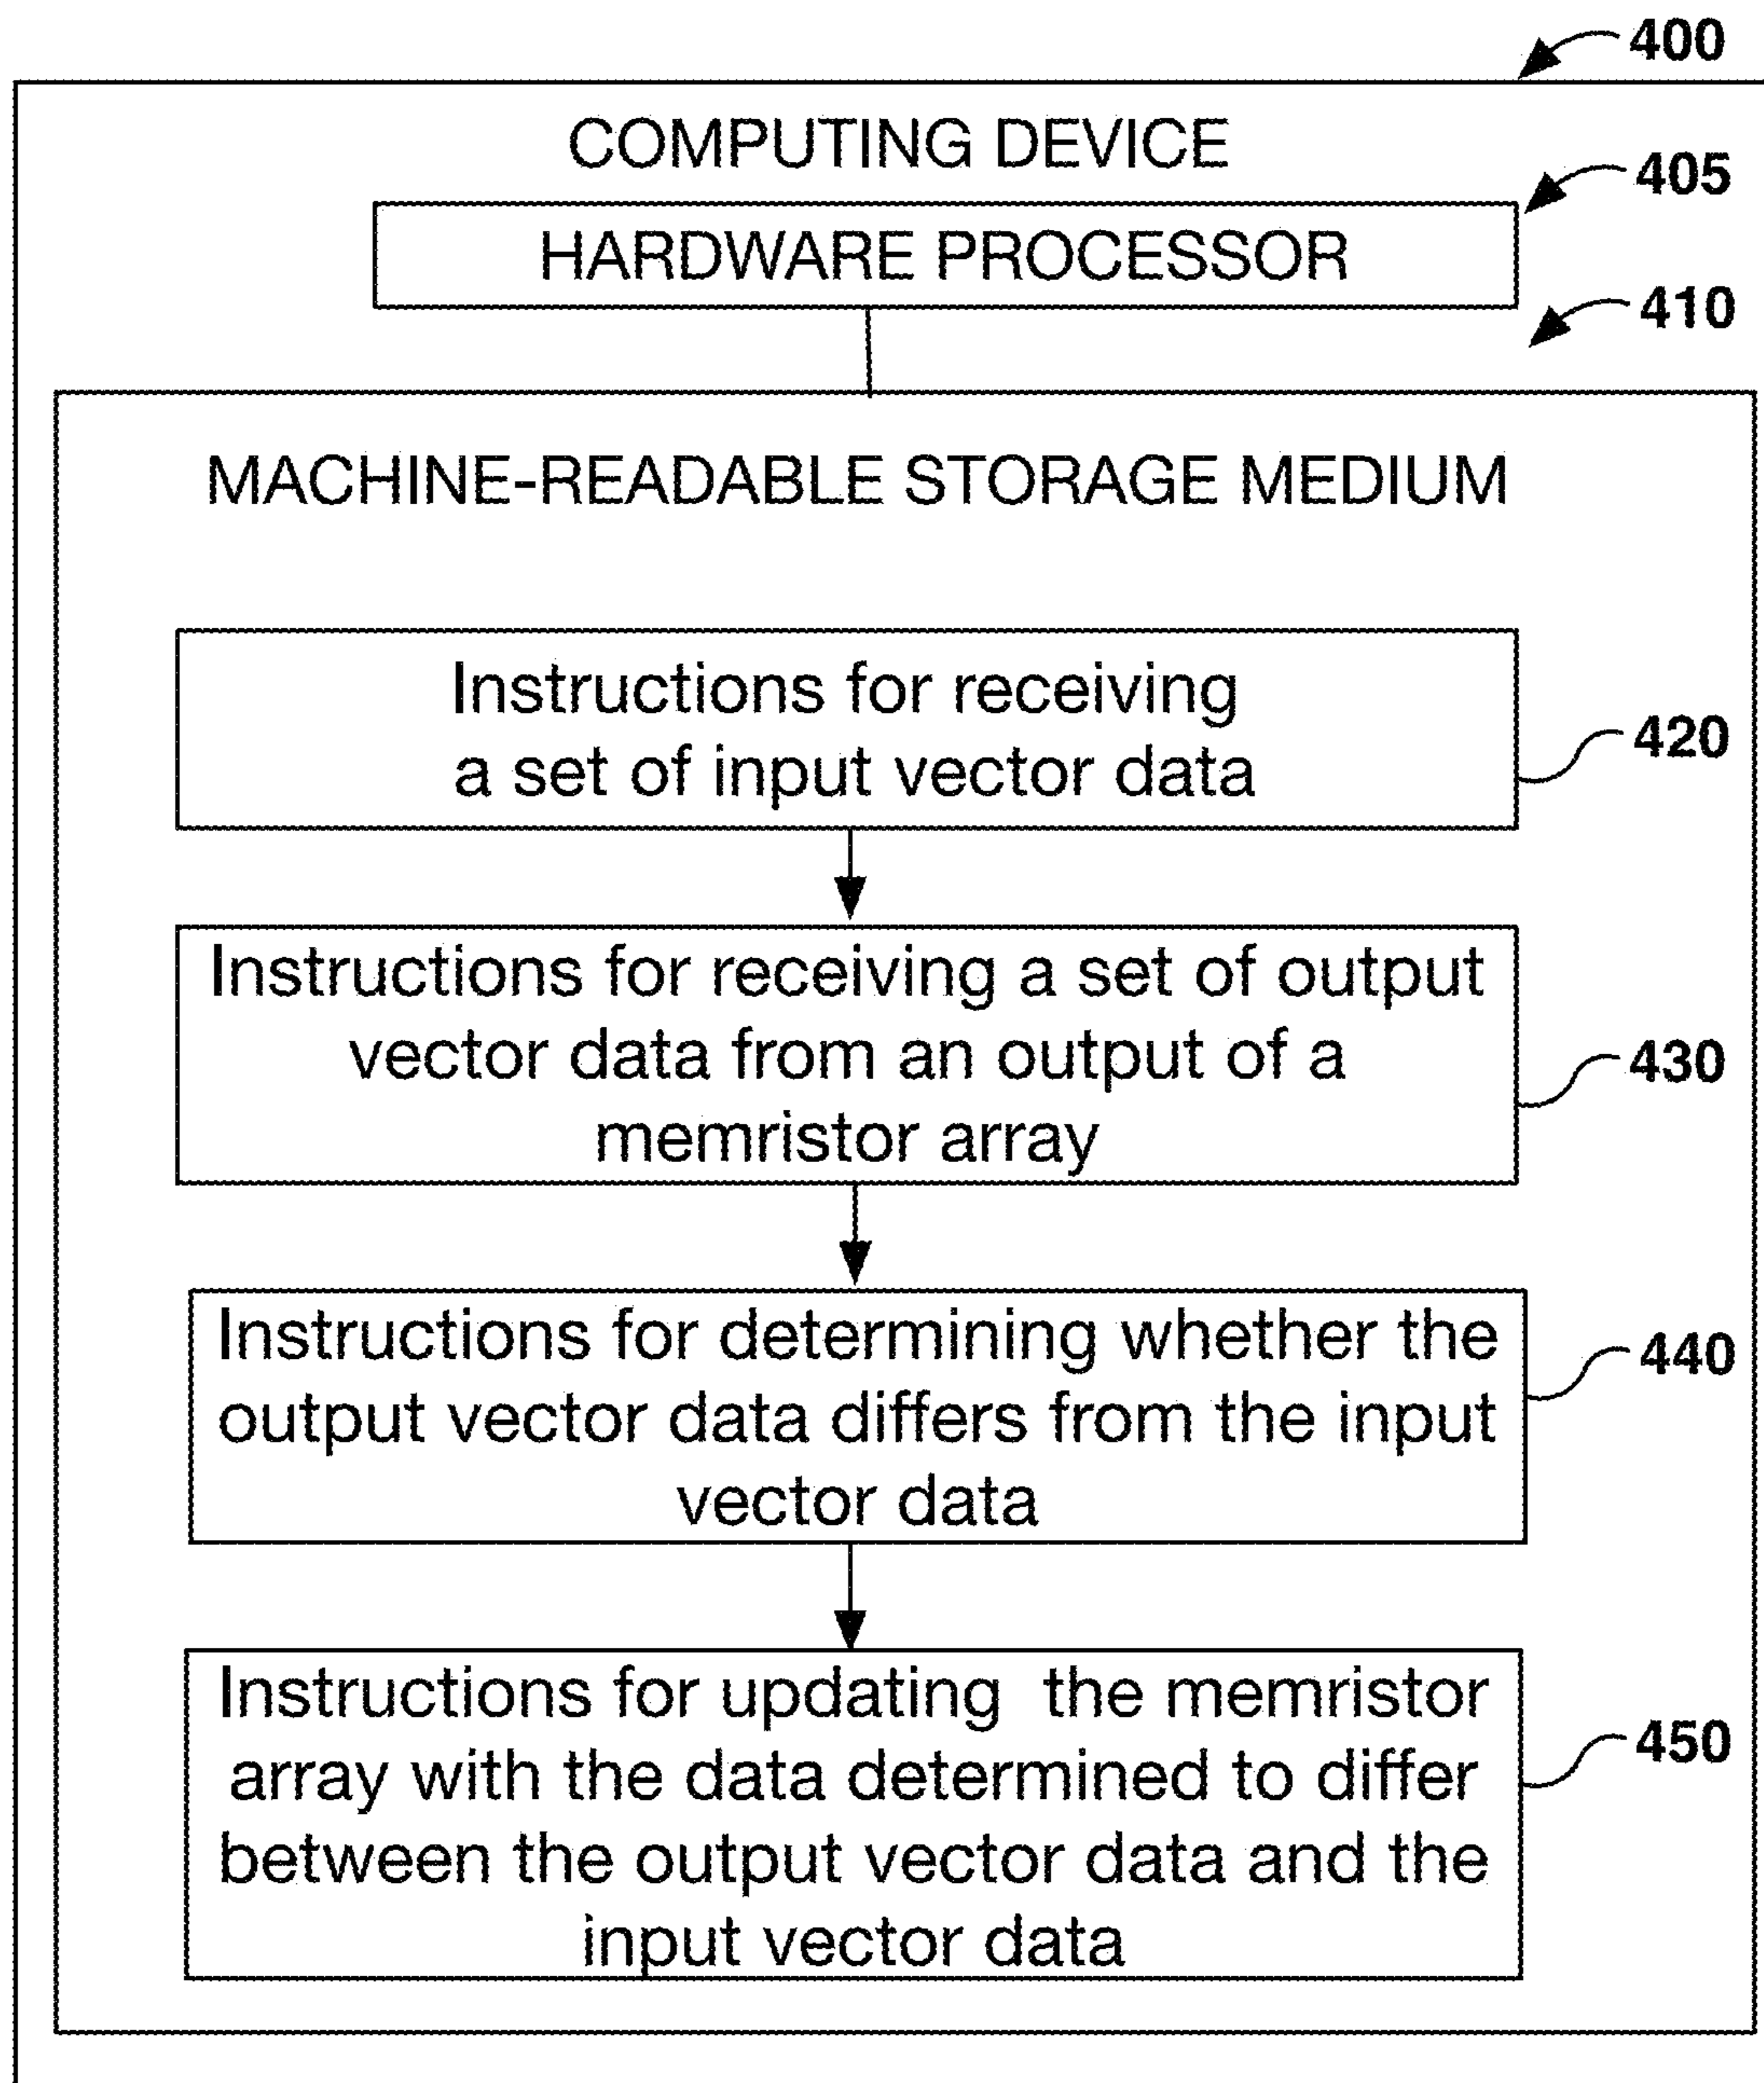 400
COMPUTING DEVICE
405
HARDWARE PROCESSOR
410
MACHINE-READABLE STORAGE MEDIUM
Instructions for receiving
a set of input vector data
420
Instructions for receiving a set of output
vector data from an output of a
memristor array
430
Instructions for determining whether the
output vector data differs from the input
vector data
440
Instructions for updating the memristor
array with the data determined to differ
between the output vector data and the
input vector data
450